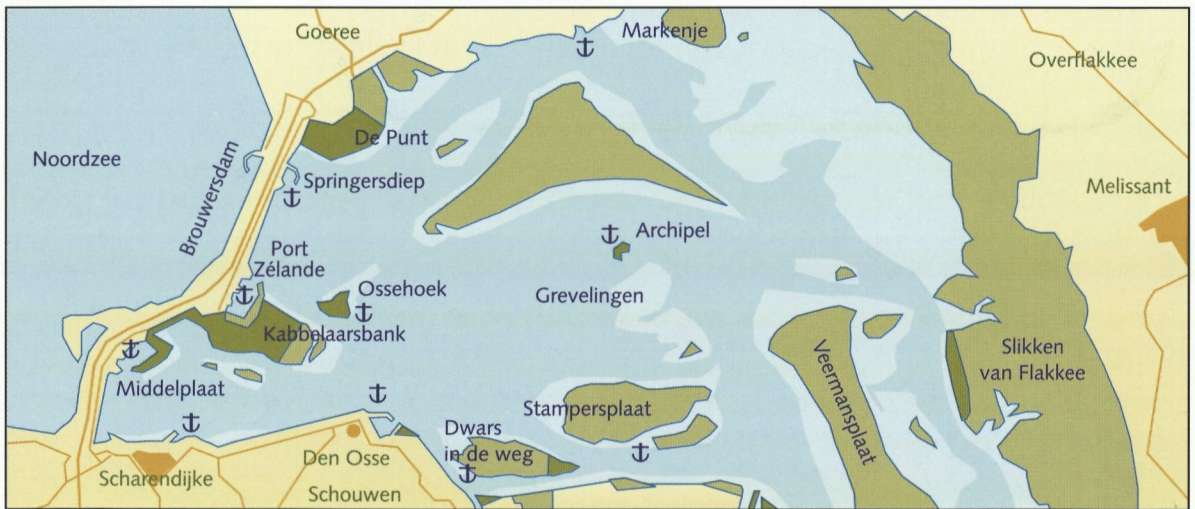 Goeree
Markenje
Overflakkee
De Punt
Noordzee
Brouwersdam
Springersdiep
Melissant
Archipel
Port
Zélande
Ossehoek
Grevelingen
Kabbelaarsbank
Slikken
van Flakkee
Veermansplaat
Middelplaat
Stampersplaat
Dwars
in de weg
Den Osse
Scharendijke
Schouwen